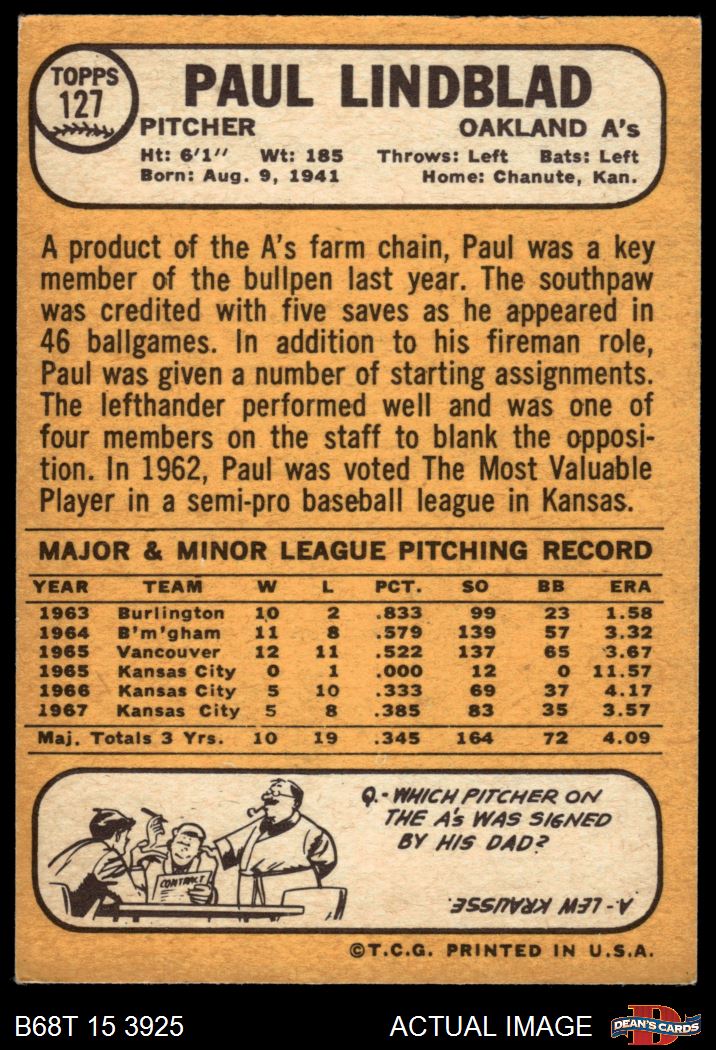 TOPPS
127
PAUL LINDBLAD
PITCHER OAKLAND A's
Ht: 6'1" Wt: 185 Throws: Left Bats: Left
Born: Aug. 9, 1941 Home: Chanute, Kan.
A product of the A's farm chain, Paul was a key
member of the bullpen last year. The southpaw
was credited with five saves as he appeared in
46 ballgames. In addition to his fireman role,
Paul was given a number of starting assignments.
The lefthander performed well and was one of
four members on the staff to blank the opposi-
tion. In 1962, Paul was voted The Most Valuable
Player in a semi-pro baseball league in Kansas.
MAJOR & MINOR LEAGUE PITCHING RECORD
YEAR TEAM W L PCT. SO BB ERA
1963 Burlington 10 2 .833 99 23 1.58
1964 B'm'gham 11 8 .579 139 57 3.32
1965 Vancouver 12 11 .522 137 65 3.67
1965 Kansas City 0 1 .000 12 0 11.57
1966 Kansas City 5 10 .333 69 37 4.17
1967 Kansas City 5 8 .385 83 35 3.57
Maj. Totals 3 Yrs. 10 19 .345 164 72 4.09
CONTRACT
Q.- WHICH PITCHER ON
THE A's WAS SIGNED
BY HIS DAD?
A- LEW KRAUSSE.
©T.C.G. PRINTED IN U.S.A.
B68T 15 3925 ACTUAL IMAGE DEAN'S CARDS